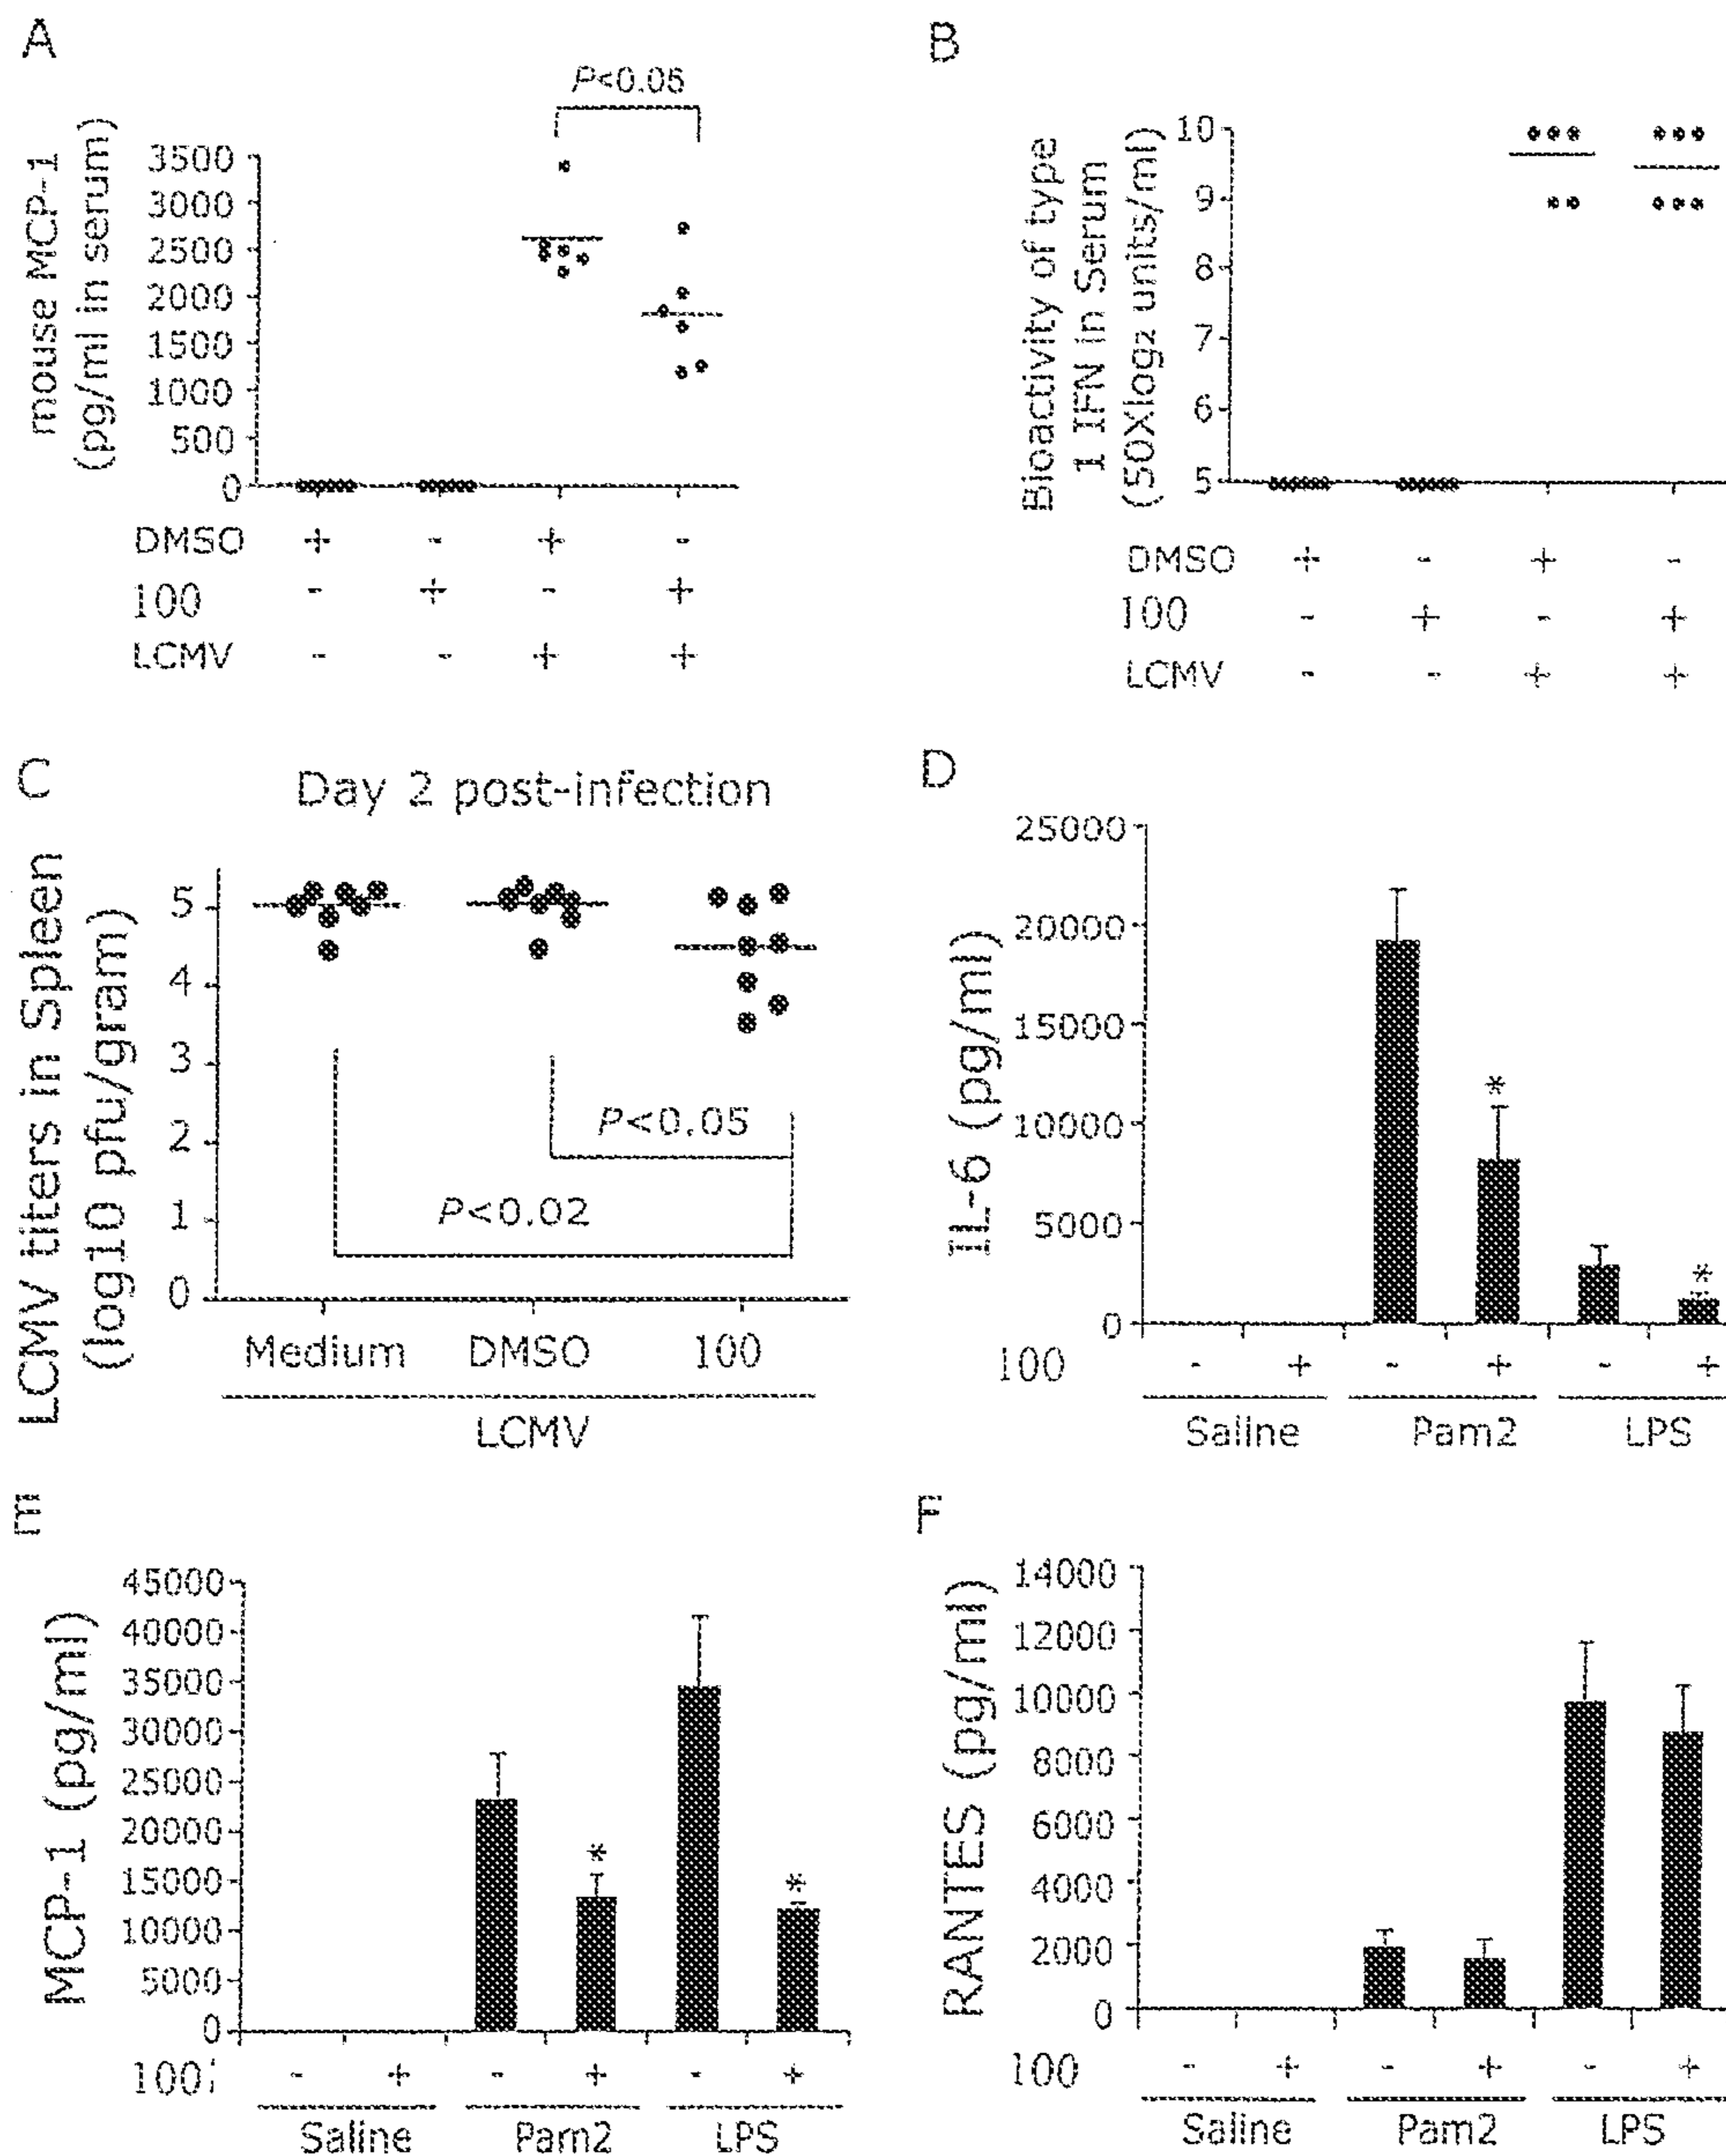 A
P<0.05
mouse MCP-1
(pg/ml in serum)
3500
3000
2500
2000
1500
1000
500
0
DMSO + - + -
100 - + - +
LCMV - - + +
B
Bioactivity of type
1 IFN in Serum
(50Xlog2 units/ml)
10
9
8
7
6
5
DMSO + - + -
100 - + - +
LCMV - - + +
C
Day 2 post-infection
LCMV titers in Spleen
(log10 pfu/gram)
5
4
3
2
1
0
P<0.05
P<0.02
Medium DMSO 100
LCMV
D
IL-6 (pg/ml)
25000
20000
15000
10000
5000
0
*
*
100 - + - + - +
Saline Pam2 LPS
E
MCP-1 (pg/ml)
45000
40000
35000
30000
25000
20000
15000
10000
5000
0
*
*
100 - + - + - +
Saline Pam2 LPS
F
RANTES (pg/ml)
14000
12000
10000
8000
6000
4000
2000
0
100 - + - + - +
Saline Pam2 LPS